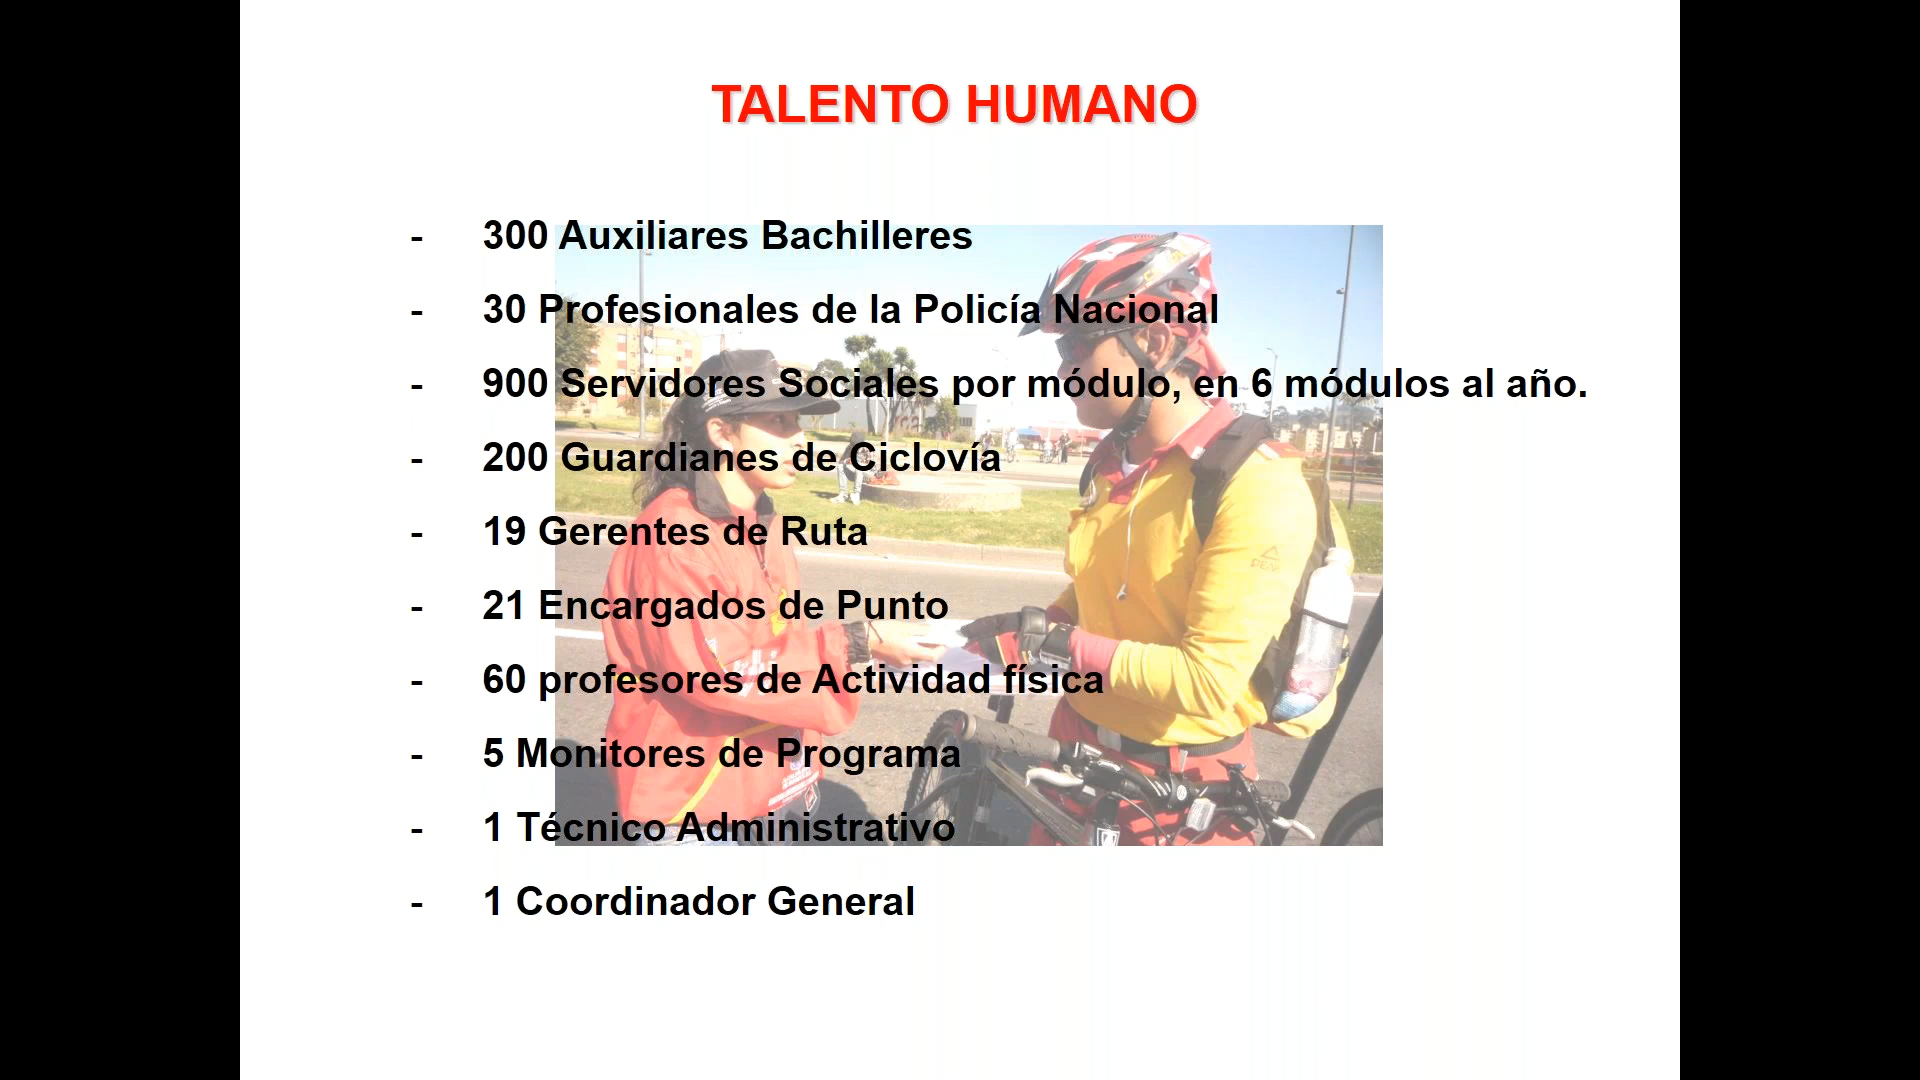 TALENTO HUMANO
- 300 Auxiliares Bachilleres
- 30 Profesionales de la Policía Nacional
- 900 Servidores Sociales por módulo, en 6 módulos al año.
- 200 Guardianes de Ciclovía
- 19 Gerentes de Ruta
- 21 Encargados de Punto
- 60 profesores de Actividad física
- 5 Monitores de Programa
- 1 Técnico Administrativo
- 1 Coordinador General